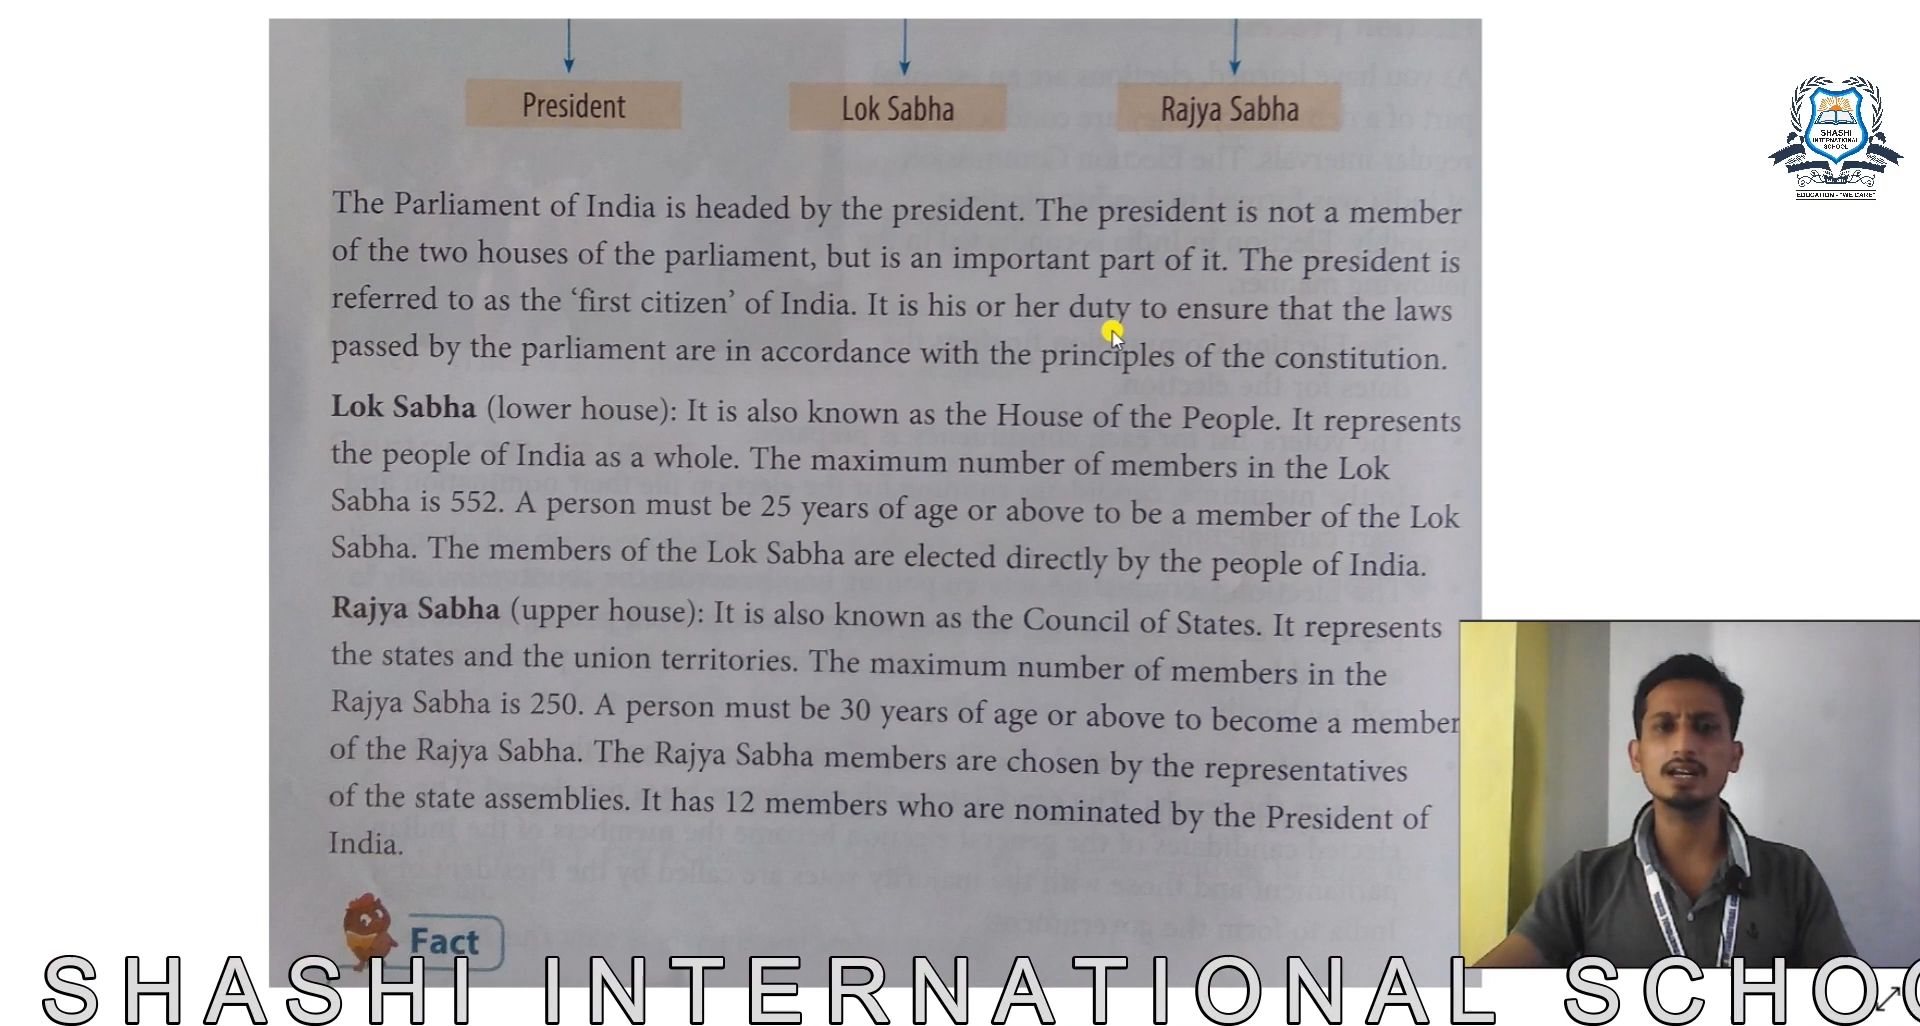 President
Lok Sabha
Rajya Sabha
SHASHI
INTERNATIONAL
SCHOOL
EDUCATION - "WE CARE"
The Parliament of India is headed by the president. The president is not a member
of the two houses of the parliament, but is an important part of it. The president is
referred to as the ‘first citizen’ of India. It is his or her duty to ensure that the laws
passed by the parliament are in accordance with the principles of the constitution.
Lok Sabha (lower house): It is also known as the House of the People. It represents
the people of India as a whole. The maximum number of members in the Lok
Sabha is 552. A person must be 25 years of age or above to be a member of the Lok
Sabha. The members of the Lok Sabha are elected directly by the people of India.
Rajya Sabha (upper house): It is also known as the Council of States. It represents
the states and the union territories. The maximum number of members in the
Rajya Sabha is 250. A person must be 30 years of age or above to become a member
of the Rajya Sabha. The Rajya Sabha members are chosen by the representatives
of the state assemblies. It has 12 members who are nominated by the President of
India.
Fact
SHASHI INTERNATIONAL SCHOO